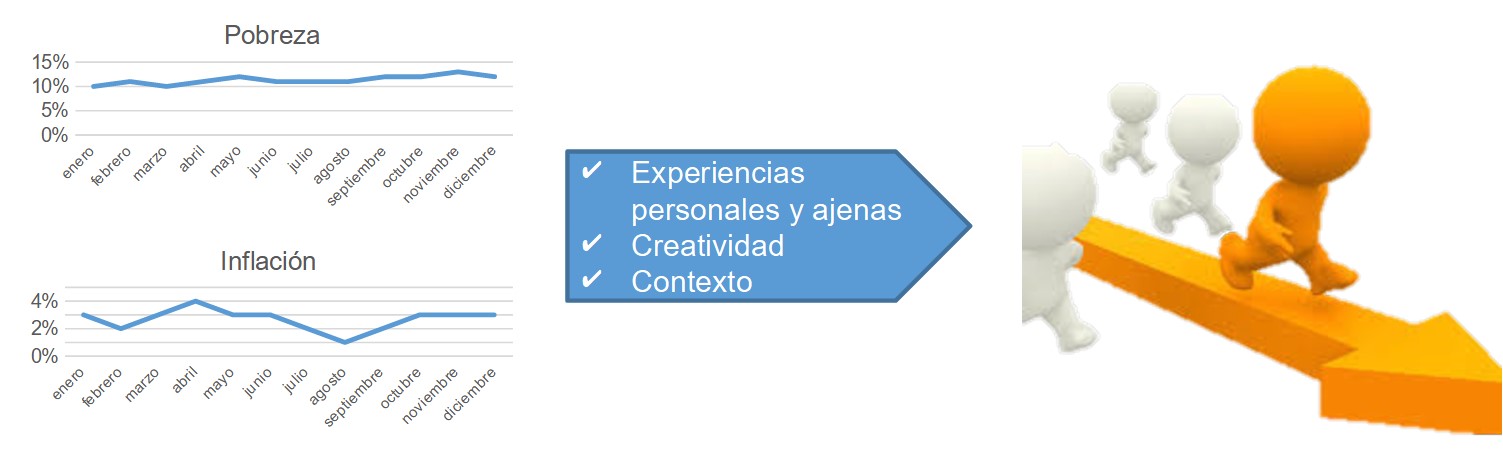 Pobreza
15%
10%
5%
0%
enero
febrero
marzo
abril
mayo
junio
julio
agosto
septiembre
octubre
noviembre
diciembre
Inflación
4%
2%
0%
enero
febrero
marzo
abril
mayo
junio
julio
agosto
septiembre
octubre
noviembre
diciembre
✔ Experiencias
personales y ajenas
✔ Creatividad
✔ Contexto